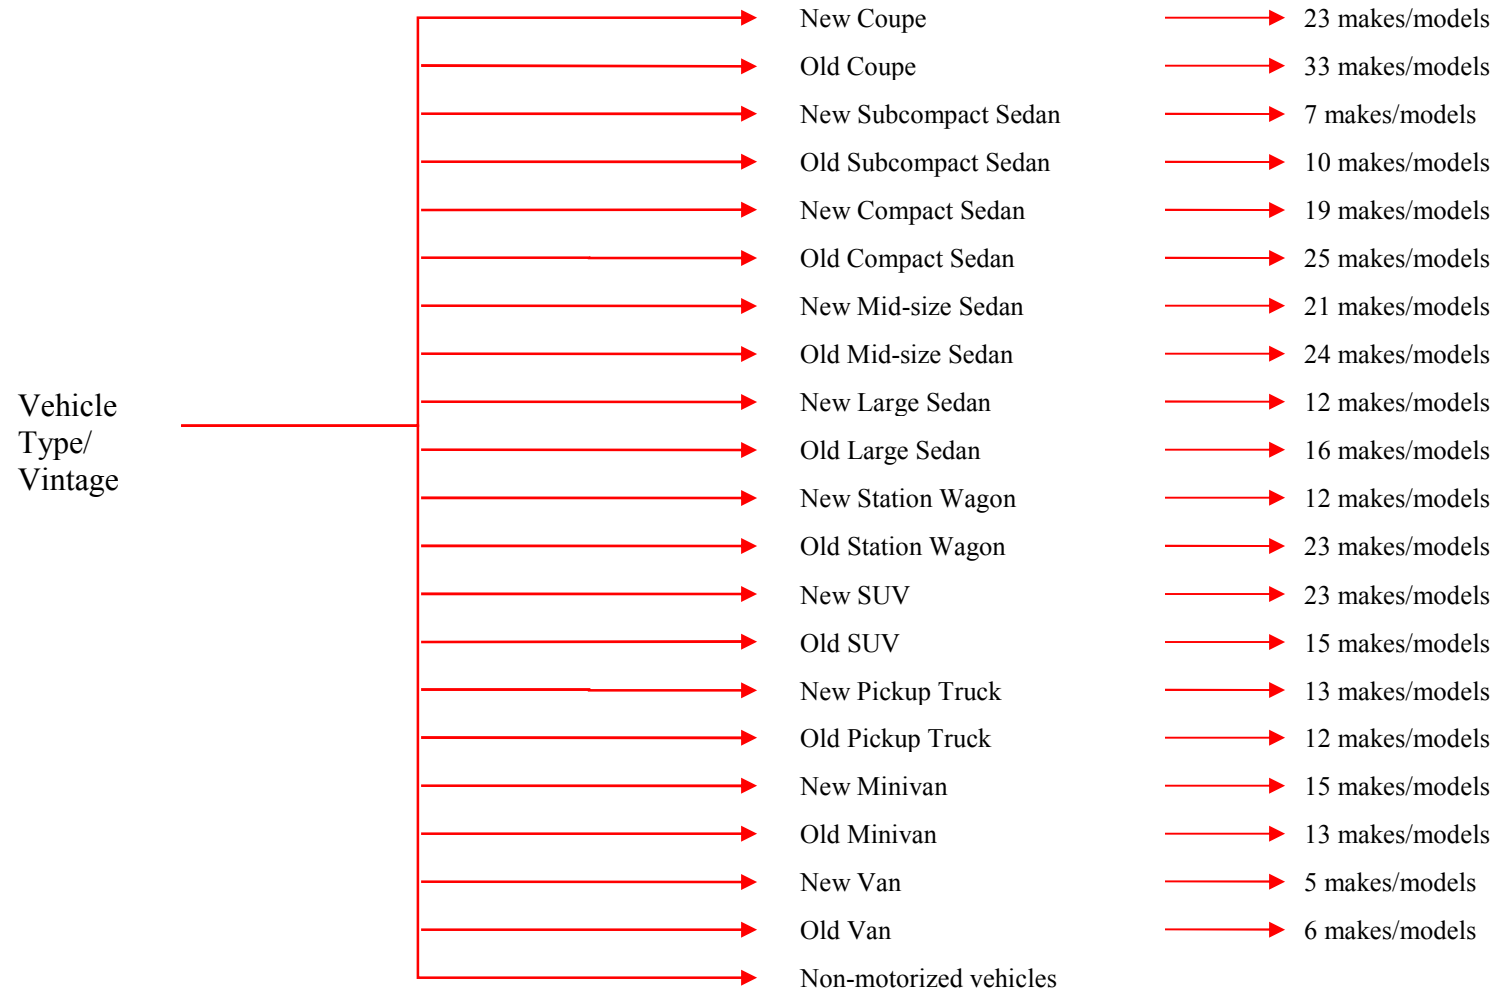 Vehicle
Type/
Vintage
New Coupe 23 makes/models
Old Coupe 33 makes/models
New Subcompact Sedan 7 makes/models
Old Subcompact Sedan 10 makes/models
New Compact Sedan 19 makes/models
Old Compact Sedan 25 makes/models
New Mid-size Sedan 21 makes/models
Old Mid-size Sedan 24 makes/models
New Large Sedan 12 makes/models
Old Large Sedan 16 makes/models
New Station Wagon 12 makes/models
Old Station Wagon 23 makes/models
New SUV 23 makes/models
Old SUV 15 makes/models
New Pickup Truck 13 makes/models
Old Pickup Truck 12 makes/models
New Minivan 15 makes/models
Old Minivan 13 makes/models
New Van 5 makes/models
Old Van 6 makes/models
Non-motorized vehicles